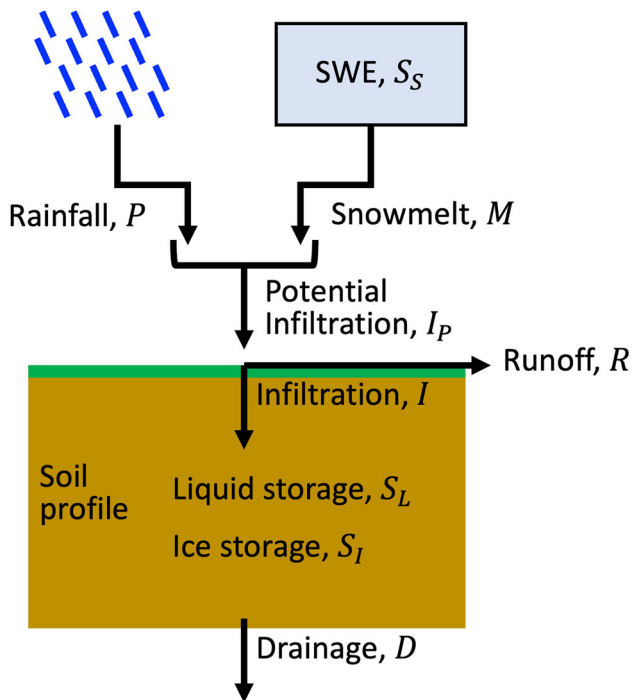 SWE, S_S
Rainfall, P
Snowmelt, M
Potential
Infiltration, I_P
Runoff, R
Infiltration, I
Soil
profile
Liquid storage, S_L
Ice storage, S_I
Drainage, D